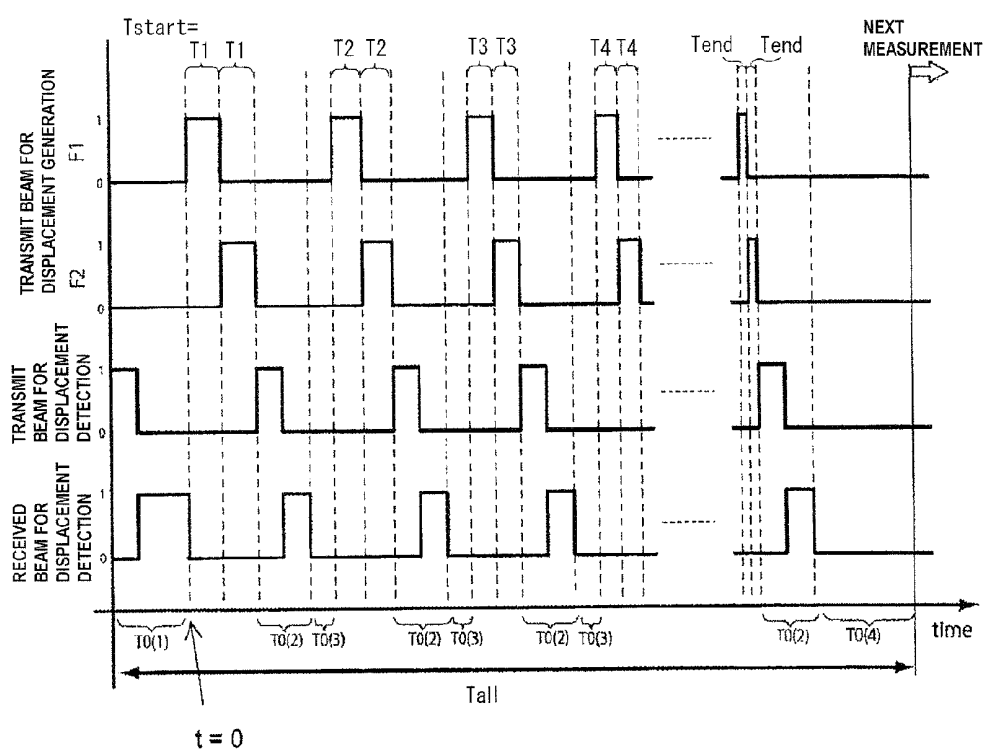 Tstart=
T1 T1 T2 T2 T3 T3 T4 T4 Tend Tend
NEXT
MEASUREMENT
TRANSMIT BEAM FOR
DISPLACEMENT GENERATION
F1
1
0
F2
1
0
TRANSMIT
BEAM FOR
DISPLACEMENT
DETECTION
1
0
RECEIVED
BEAM FOR
DISPLACEMENT
DETECTION
1
0
time
T0(1) T0(2) T0(3) T0(2) T0(3) T0(2) T0(3) T0(2) T0(4)
Tall
t = 0